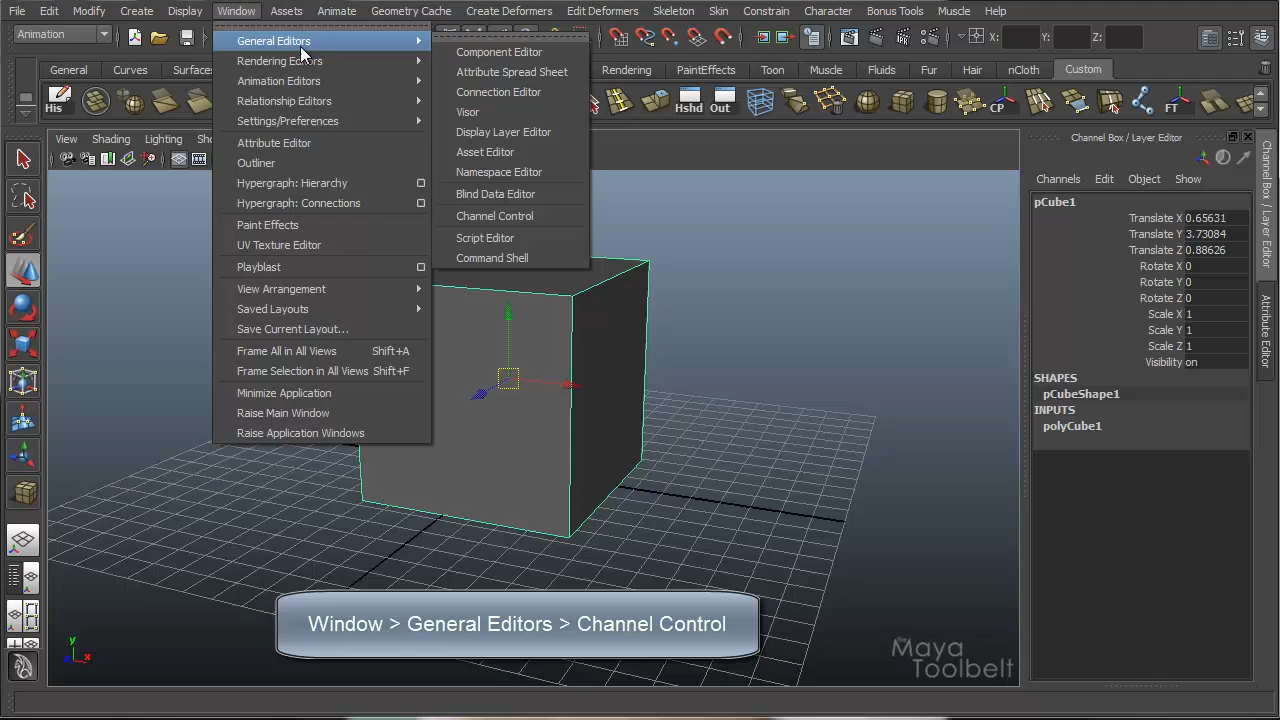 File Edit Modify Create Display Window Assets Animate Geometry Cache Create Deformers Edit Deformers Skeleton Skin Constrain Character Bonus Tools Muscle Help
Animation
X: Y: Z:
General Curves Surfaces Rendering PaintEffects Toon Muscle Fluids Fur Hair nCloth Custom
His Hshd Out CP FT
View Shading Lighting Sho
General Editors
Rendering Editors
Animation Editors
Relationship Editors
Settings/Preferences
Attribute Editor
Outliner
Hypergraph: Hierarchy
Hypergraph: Connections
Paint Effects
UV Texture Editor
Playblast
View Arrangement
Saved Layouts
Save Current Layout...
Frame All in All Views Shift+A
Frame Selection in All Views Shift+F
Minimize Application
Raise Main Window
Raise Application Windows
Component Editor
Attribute Spread Sheet
Connection Editor
Visor
Display Layer Editor
Asset Editor
Namespace Editor
Blind Data Editor
Channel Control
Script Editor
Command Shell
Channel Box / Layer Editor
Channels Edit Object Show
pCube1
Translate X 0.65631
Translate Y 3.73084
Translate Z 0.88626
Rotate X 0
Rotate Y 0
Rotate Z 0
Scale X 1
Scale Y 1
Scale Z 1
Visibility on
SHAPES
pCubeShape1
INPUTS
polyCube1
Channel Box / Layer Editor
Attribute Editor
Window > General Editors > Channel Control
y
z x
the
Maya
Toolbelt